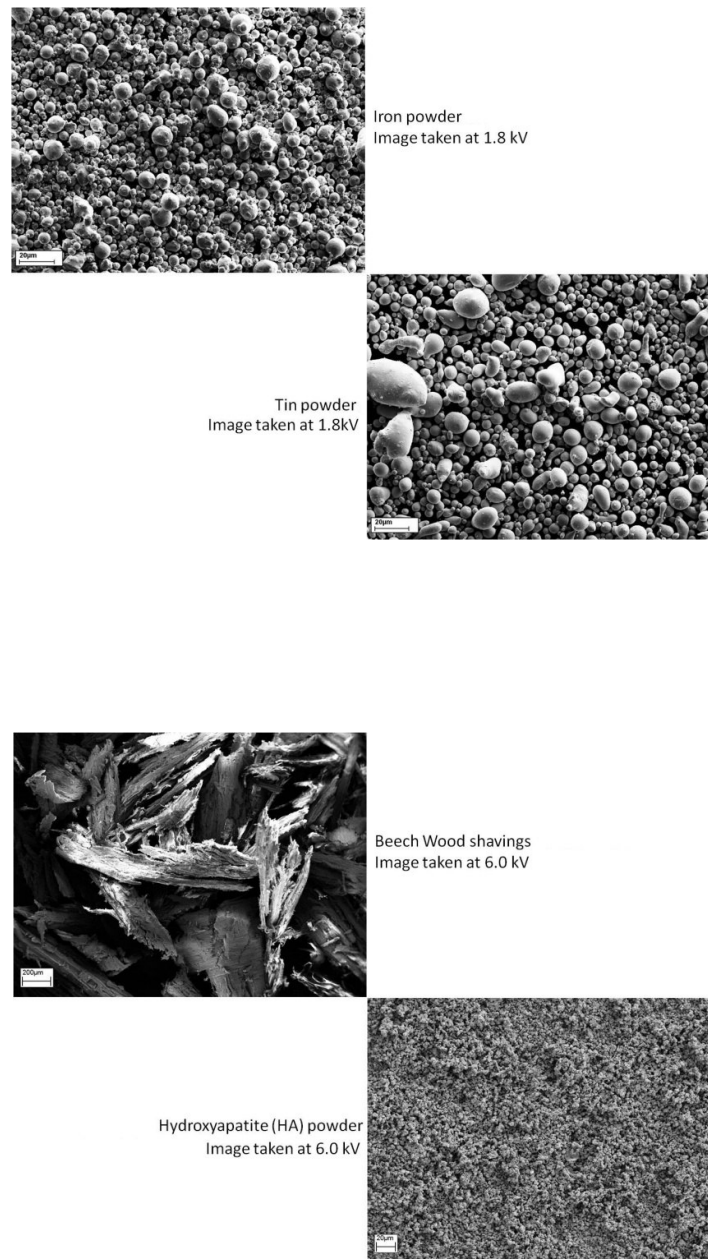 Iron powder
Image taken at 1.8 kV
20µm
Tin powder
Image taken at 1.8kV
20µm
Beech Wood shavings
Image taken at 6.0 kV
200µm
Hydroxyapatite (HA) powder
Image taken at 6.0 kV
20µm